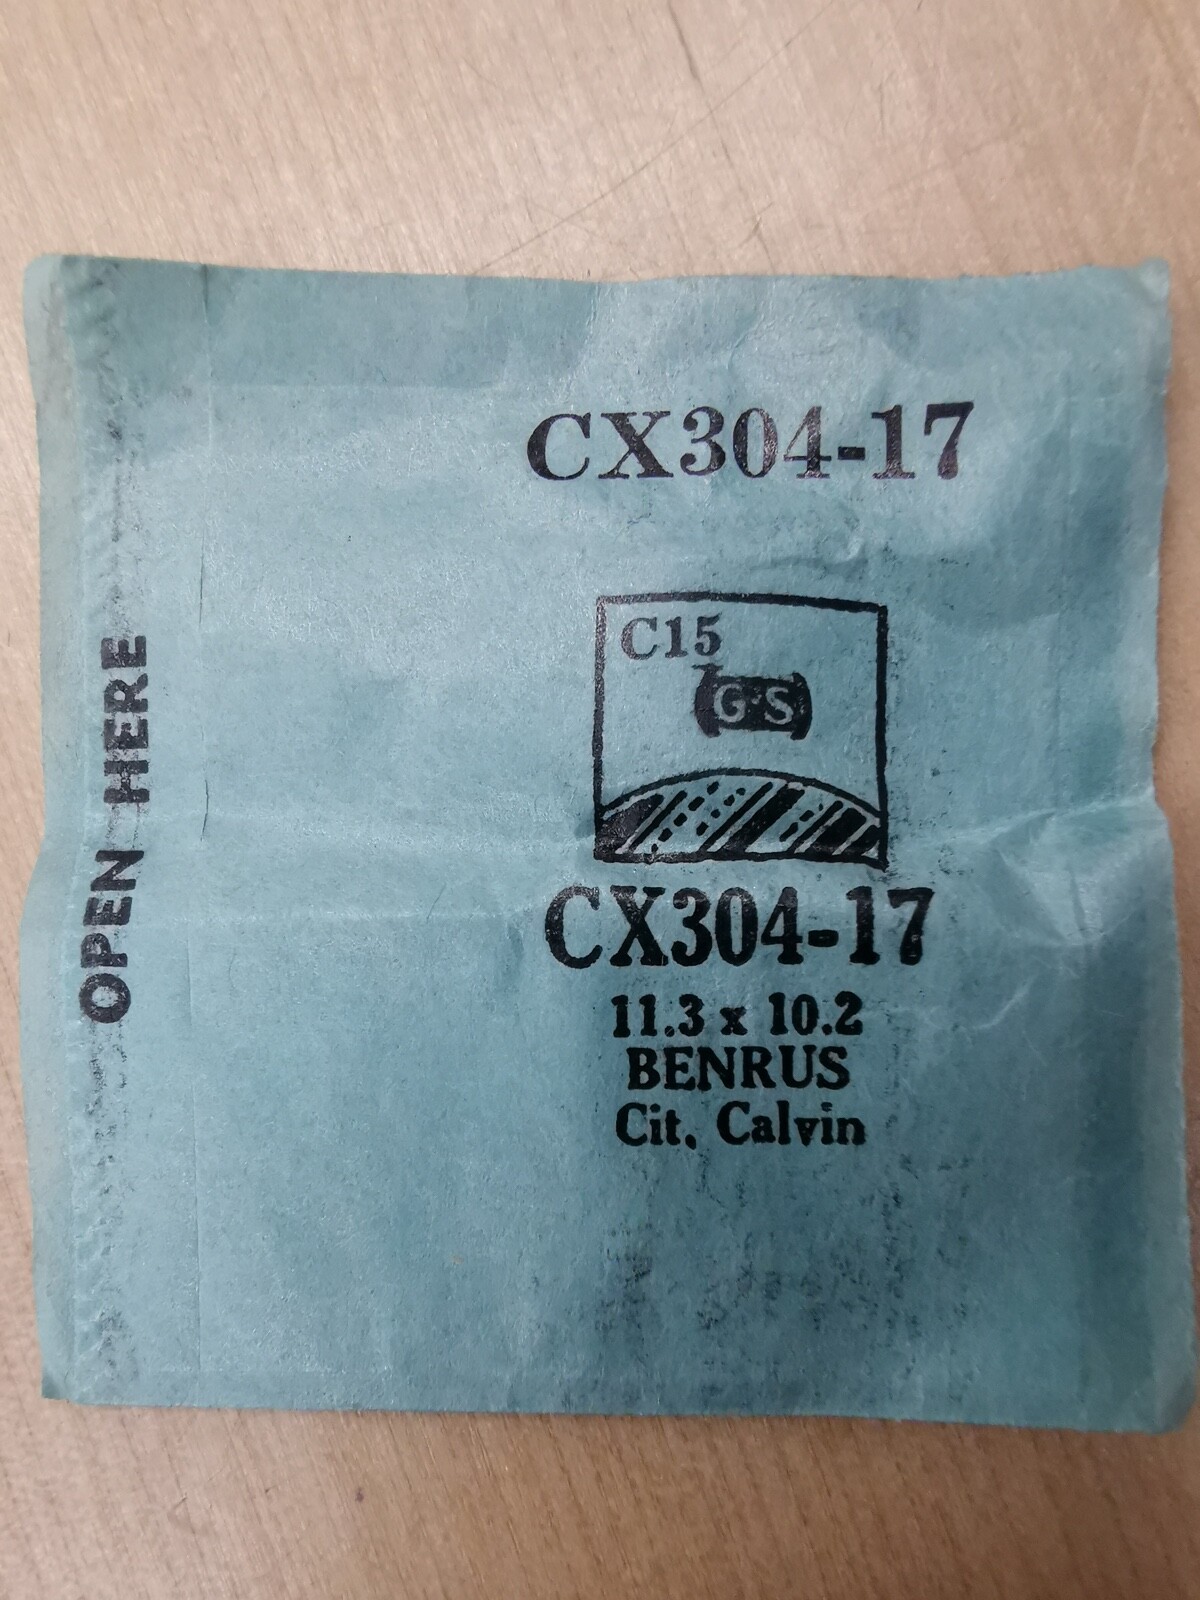 CX304-17
C15
G·S
CX304-17
11.3 x 10.2
BENRUS
Cit. Calvin
OPEN HERE